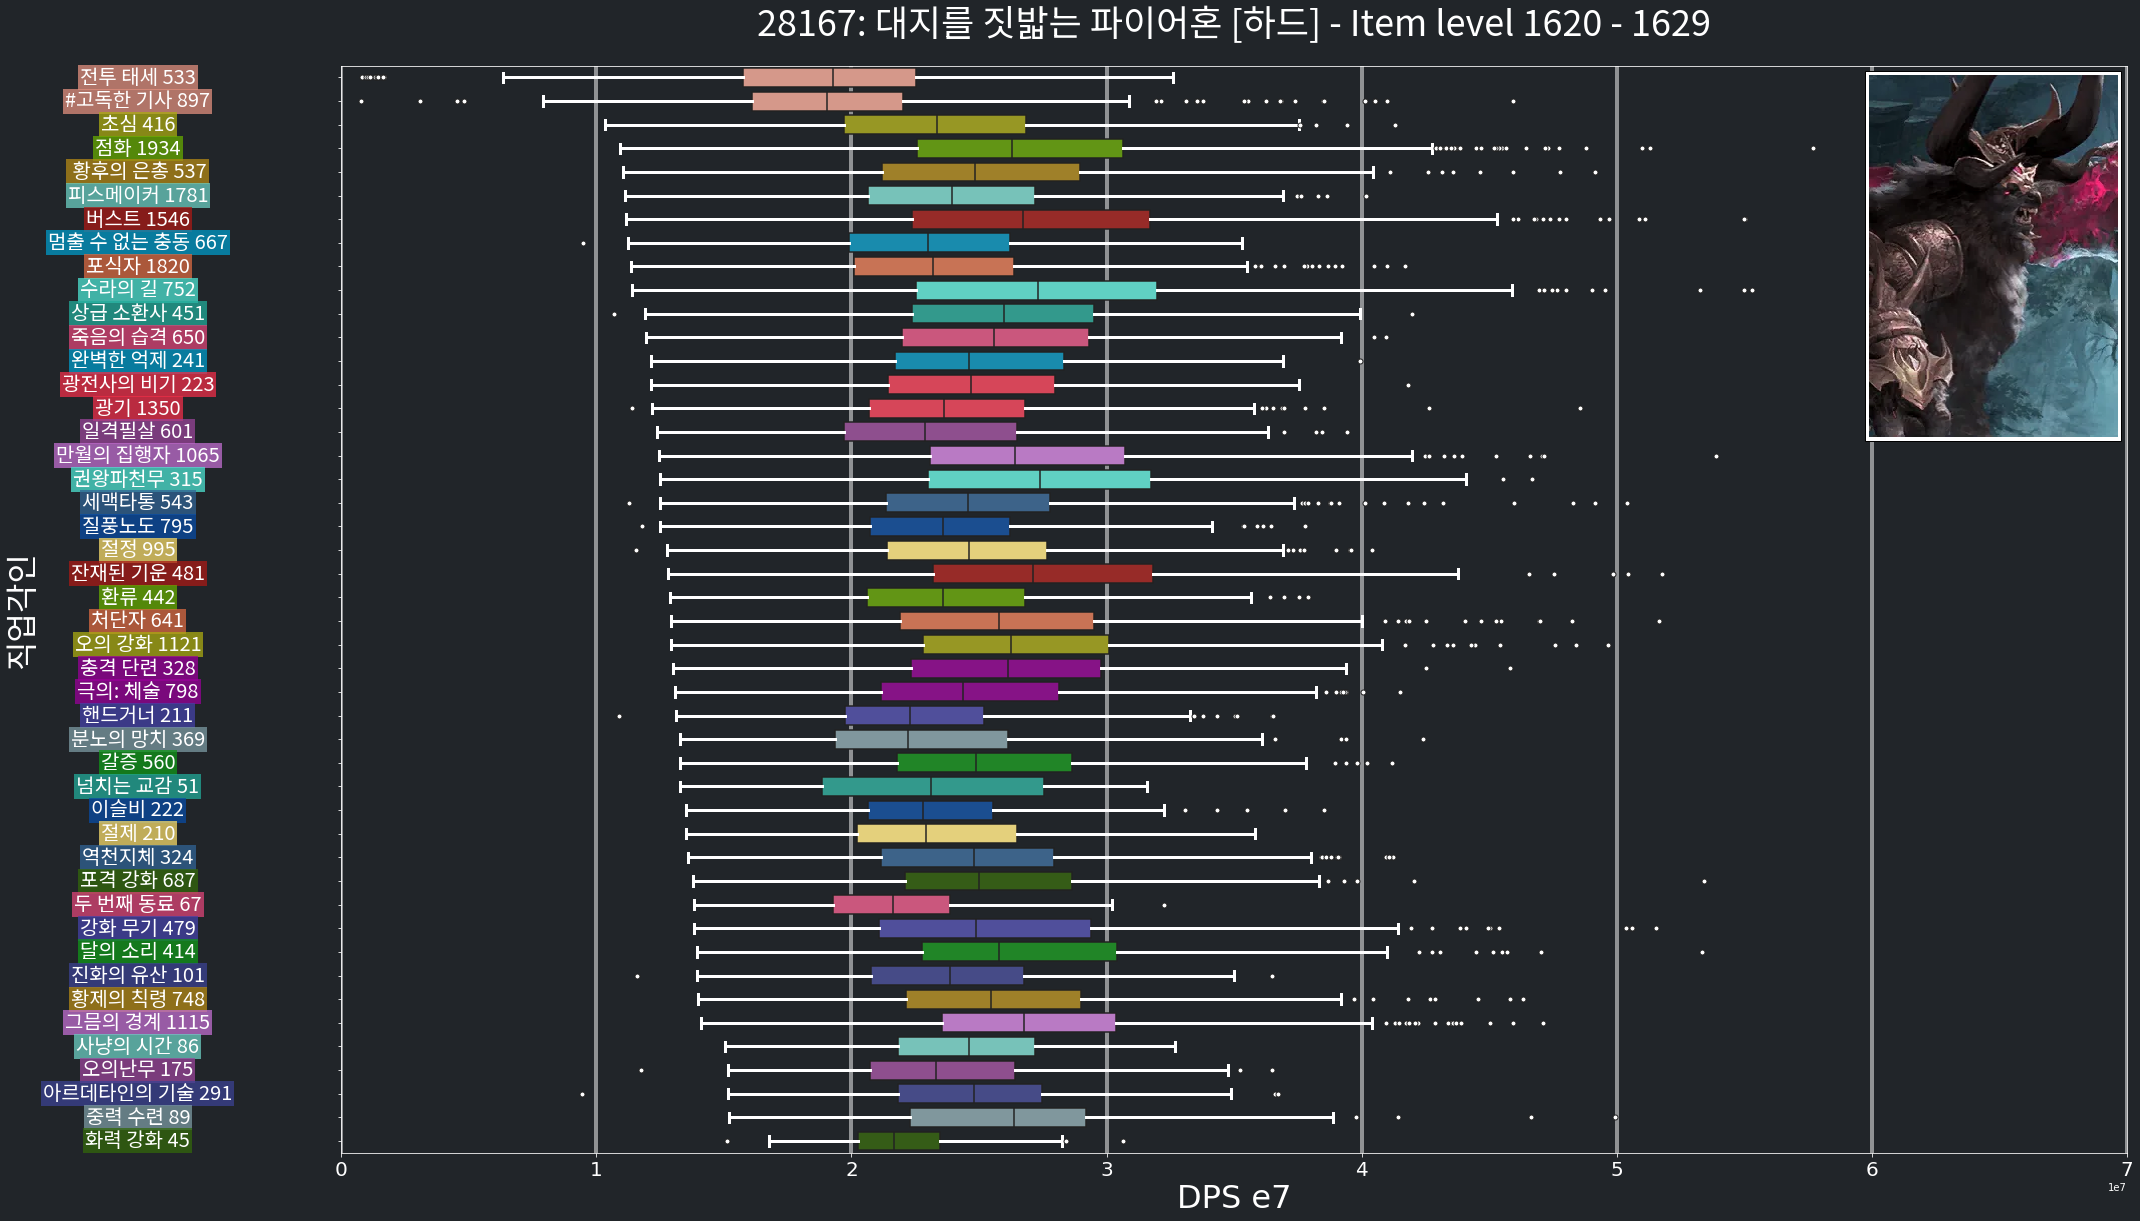 28167: 대지를 짓밟는 파이어혼 [하드] - Item level 1620 - 1629
전투 태세 533
#고독한 기사 897
초심 416
점화 1934
황후의 은총 537
피스메이커 1781
버스트 1546
멈출 수 없는 충동 667
포식자 1820
수라의 길 752
상급 소환사 451
죽음의 습격 650
완벽한 억제 241
광전사의 비기 223
광기 1350
일격필살 601
만월의 집행자 1065
권왕파천무 315
세맥타통 543
질풍노도 795
절정 995
잔재된 기운 481
환류 442
처단자 641
오의 강화 1121
충격 단련 328
극의: 체술 798
핸드거너 211
분노의 망치 369
갈증 560
넘치는 교감 51
이슬비 222
절제 210
역천지체 324
포격 강화 687
두 번째 동료 67
강화 무기 479
달의 소리 414
진화의 유산 101
황제의 칙령 748
그믐의 경계 1115
사냥의 시간 86
오의난무 175
아르데타인의 기술 291
중력 수련 89
화력 강화 45
직업각인
0 1 2 3 4 5 6 7
1e7
DPS e7